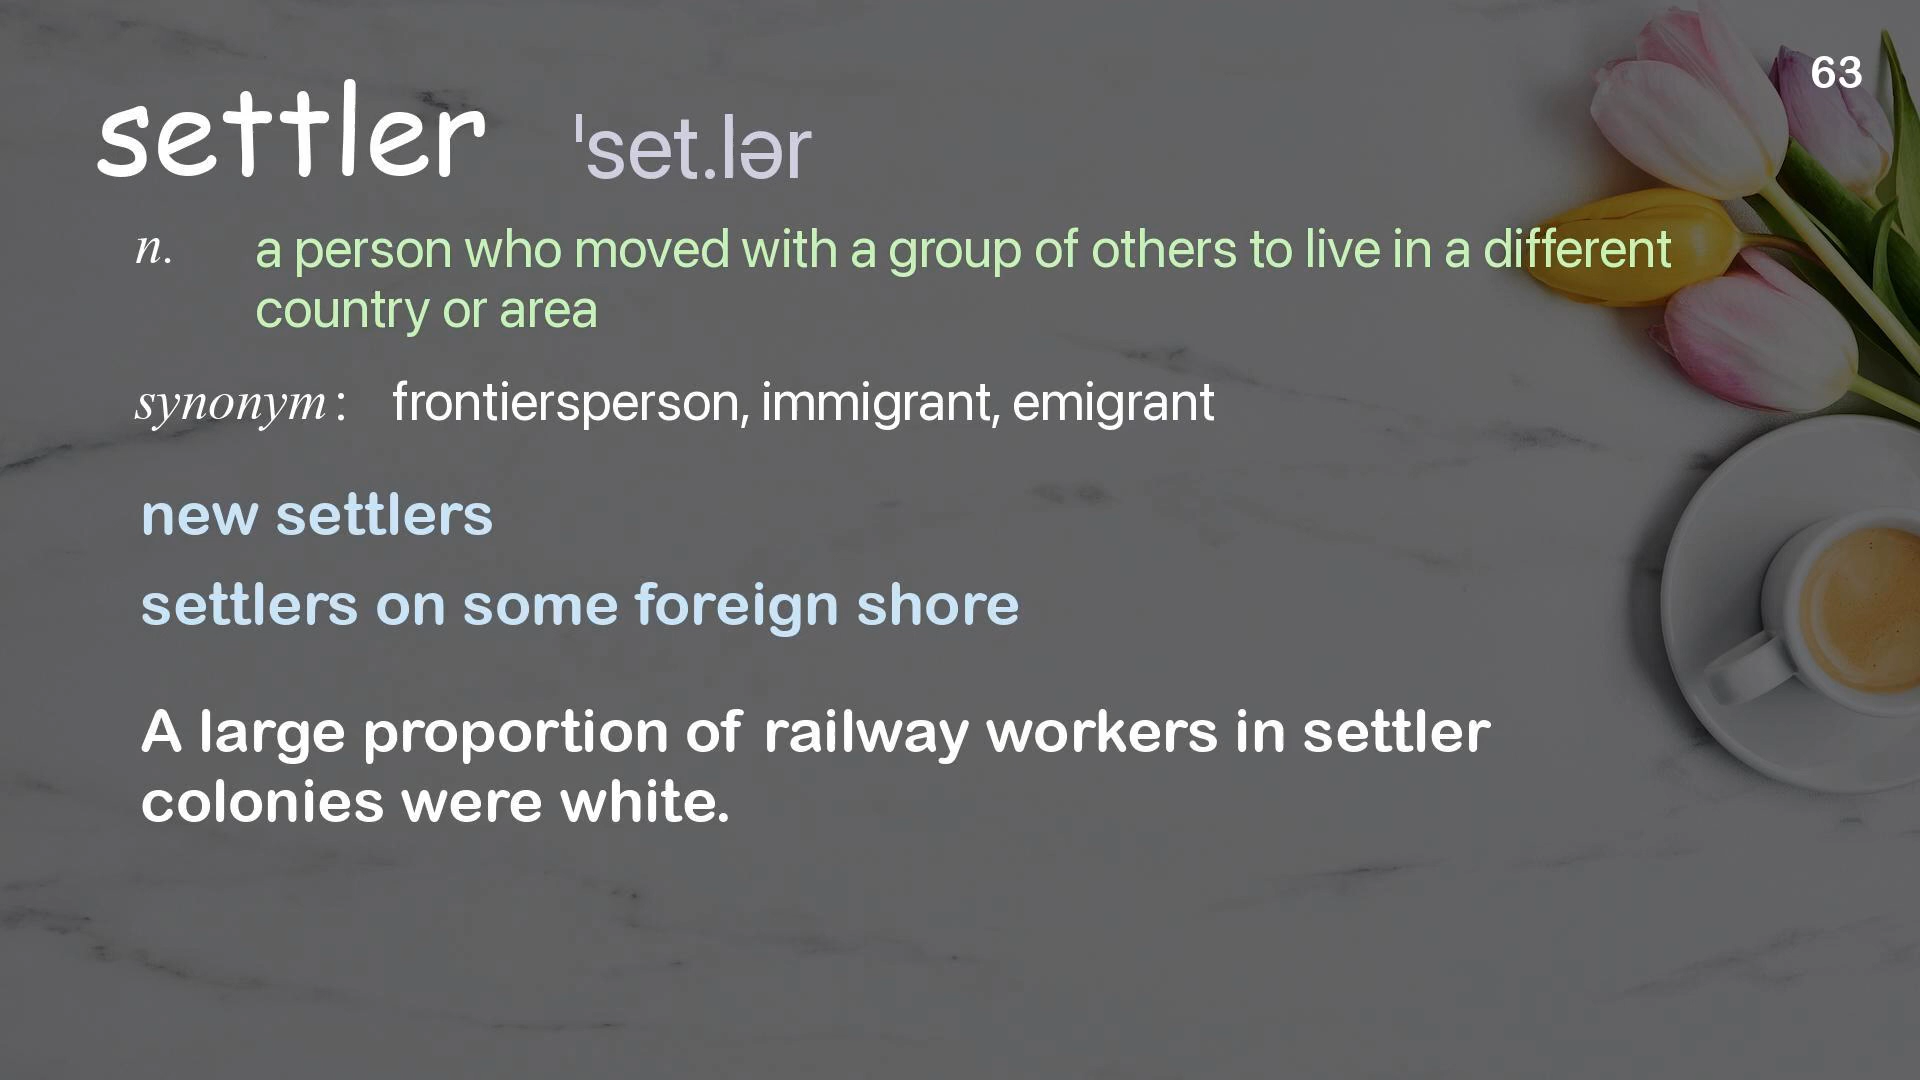 63
settler ˈset.lər
n. a person who moved with a group of others to live in a different
country or area
synonym: frontiersperson, immigrant, emigrant
new settlers
settlers on some foreign shore
A large proportion of railway workers in settler
colonies were white.